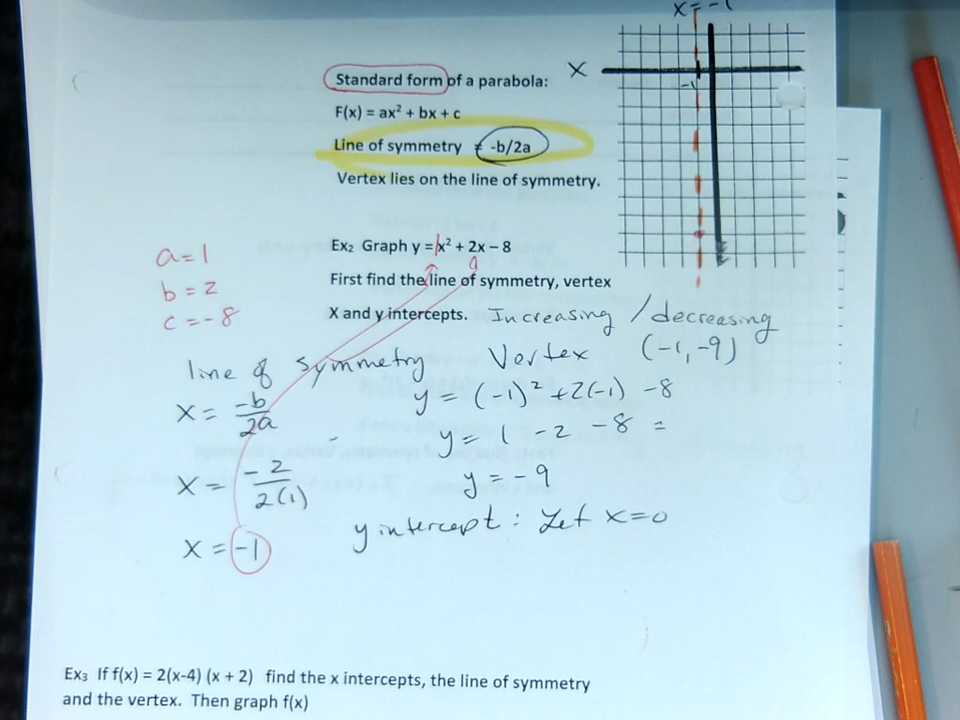 x = -1
Standard form of a parabola:
X
-1
F(x) = ax² + bx + c
Line of symmetry = -b/2a
Vertex lies on the line of symmetry.
a = 1
b = 2
c = -8
Ex₂ Graph y = 1x² + 2x – 8
First find the line of symmetry, vertex
X and y intercepts. Increasing / decreasing
line of symmetry
x = -b/2a
x = -2/2(1)
x = -1
Vertex (-1, -9)
y = (-1)² + 2(-1) - 8
y = 1 - 2 - 8 =
y = -9
y intercept : Let x=0
Ex₃ If f(x) = 2(x-4) (x + 2) find the x intercepts, the line of symmetry
and the vertex. Then graph f(x)